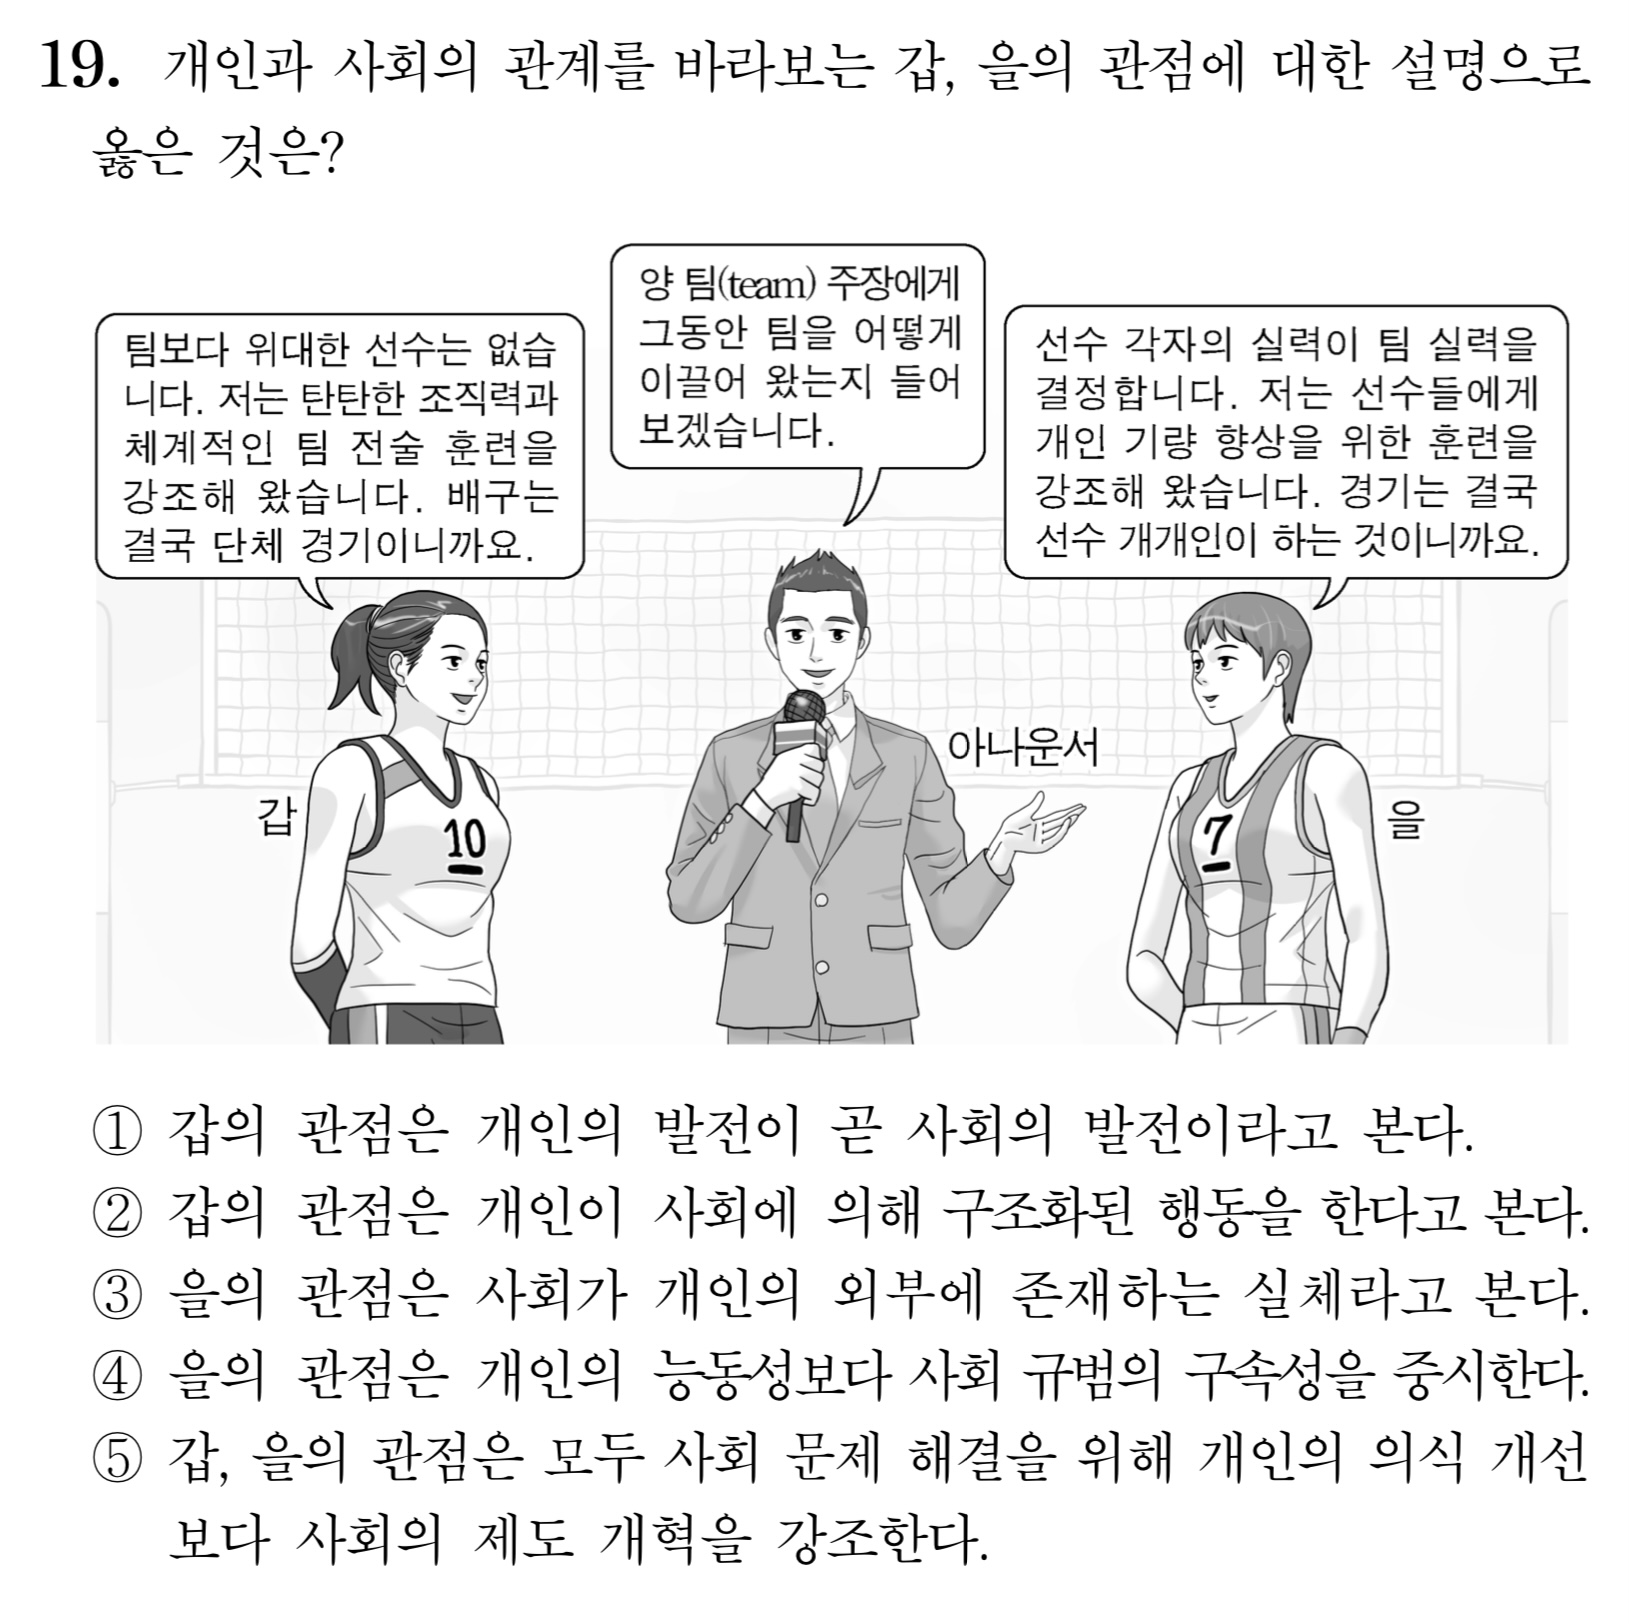 19. 개인과 사회의 관계를 바라보는 갑, 을의 관점에 대한 설명으로
옳은 것은?
양 팀(team) 주장에게
그동안 팀을 어떻게
이끌어 왔는지 들어
보겠습니다.
팀보다 위대한 선수는 없습
니다. 저는 탄탄한 조직력과
체계적인 팀 전술 훈련을
강조해 왔습니다. 배구는
결국 단체 경기이니까요.
선수 각자의 실력이 팀 실력을
결정합니다. 저는 선수들에게
개인 기량 향상을 위한 훈련을
강조해 왔습니다. 경기는 결국
선수 개개인이 하는 것이니까요.
아나운서
갑
을
10
7
① 갑의 관점은 개인의 발전이 곧 사회의 발전이라고 본다.
② 갑의 관점은 개인이 사회에 의해 구조화된 행동을 한다고 본다.
③ 을의 관점은 사회가 개인의 외부에 존재하는 실체라고 본다.
④ 을의 관점은 개인의 능동성보다 사회 규범의 구속성을 중시한다.
⑤ 갑, 을의 관점은 모두 사회 문제 해결을 위해 개인의 의식 개선
보다 사회의 제도 개혁을 강조한다.